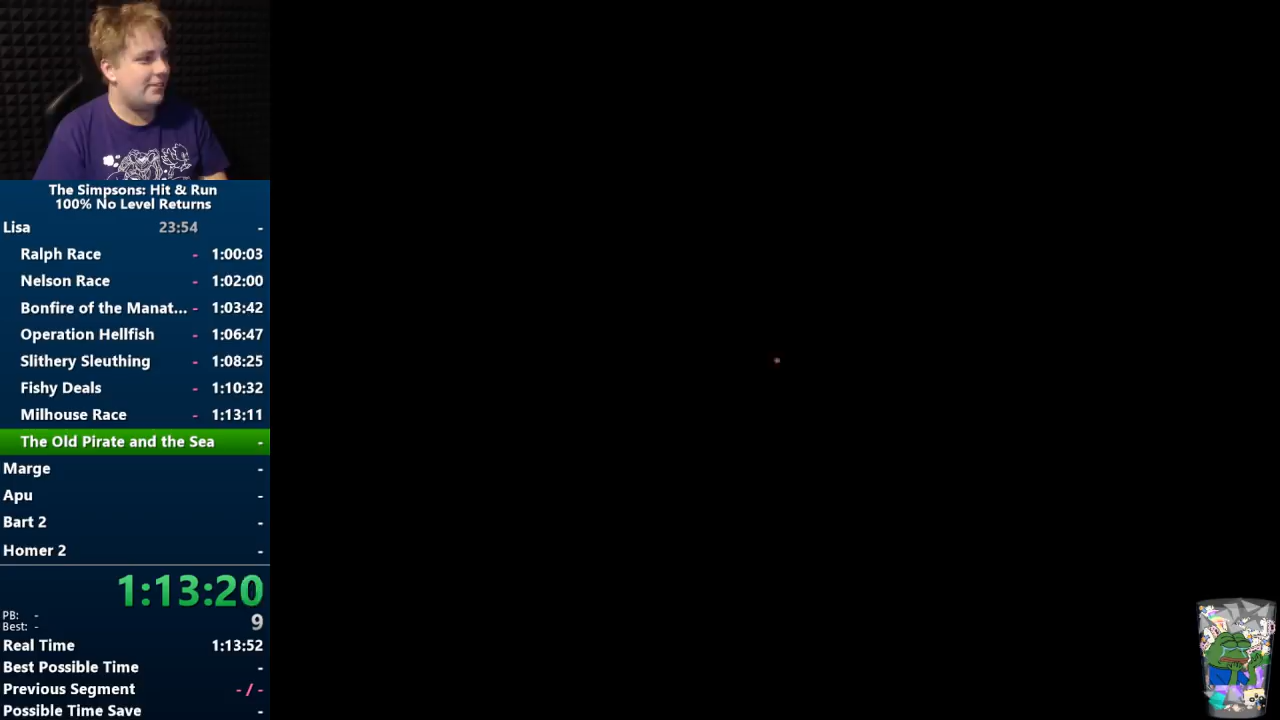 The Simpsons: Hit & Run
100% No Level Returns
Lisa 23:54 -
Ralph Race - 1:00:03
Nelson Race - 1:02:00
Bonfire of the Manat... - 1:03:42
Operation Hellfish - 1:06:47
Slithery Sleuthing - 1:08:25
Fishy Deals - 1:10:32
Milhouse Race - 1:13:11
The Old Pirate and the Sea -
Marge -
Apu -
Bart 2 -
Homer 2 -
1:13:20
PB: -
Best: - 9
Real Time 1:13:52
Best Possible Time -
Previous Segment - / -
Possible Time Save -